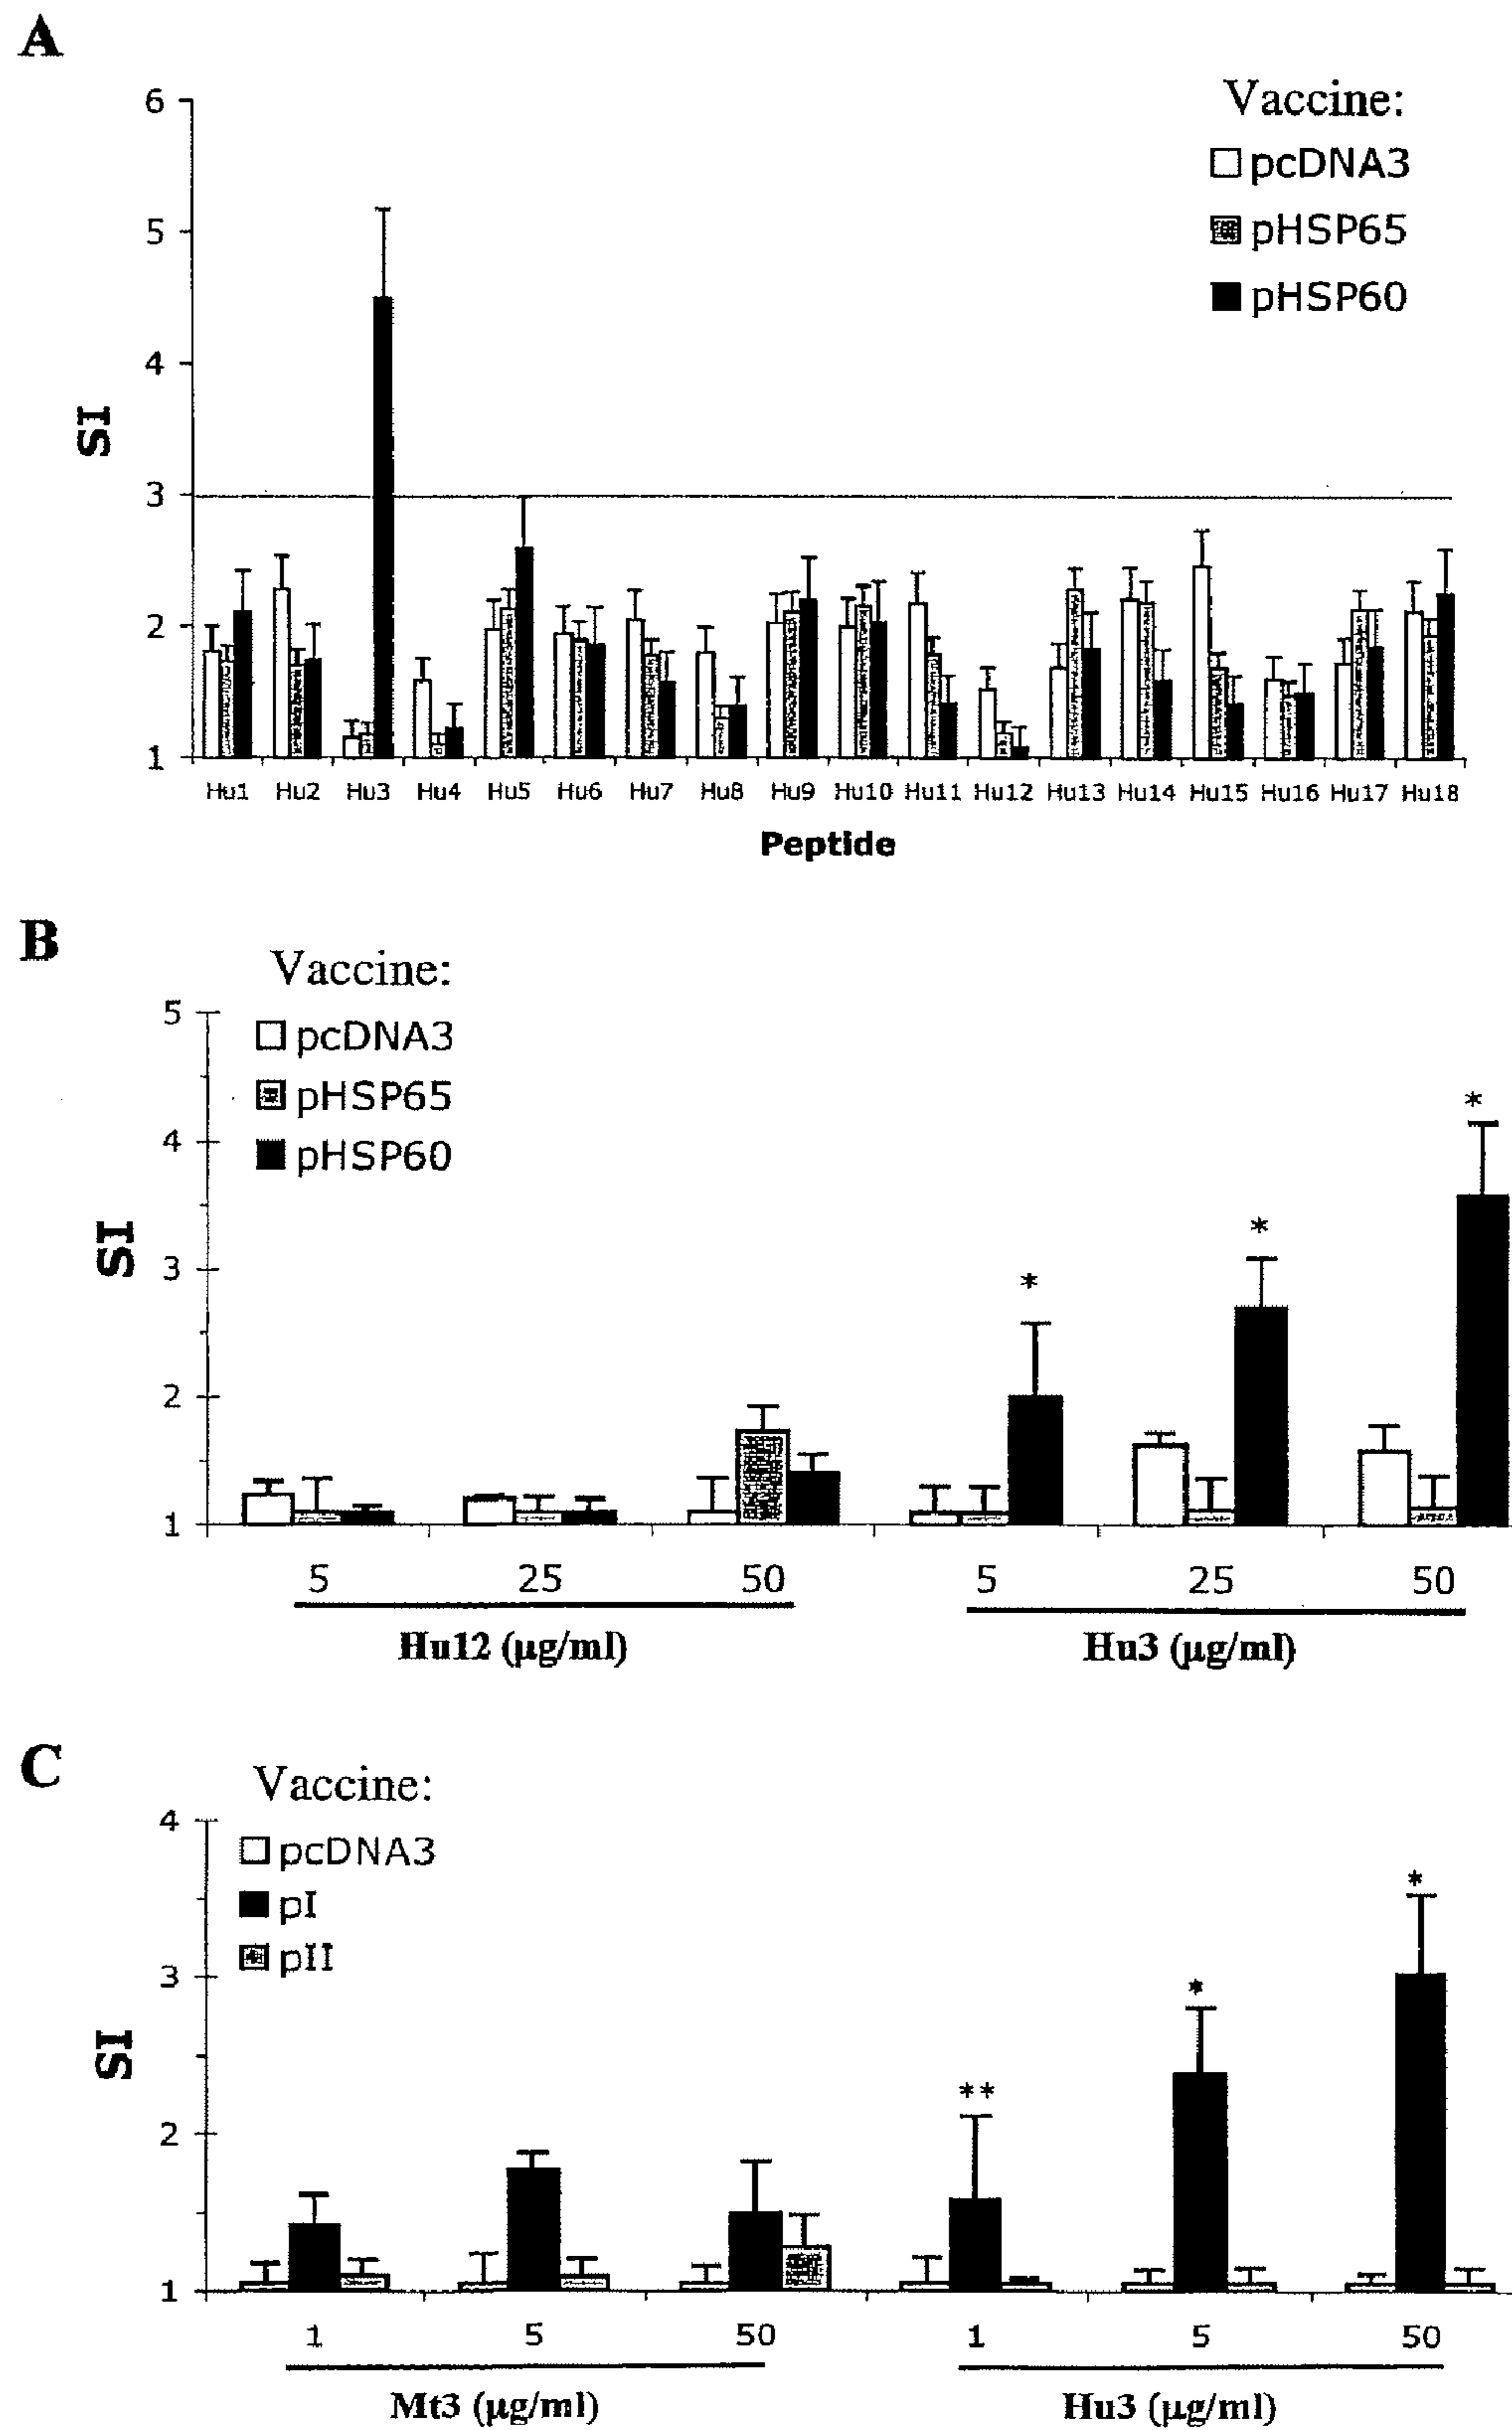 A
Vaccine:
pcDNA3
pHSP65
pHSP60
6
5
4
3
2
1
SI
Hu1 Hu2 Hu3 Hu4 Hu5 Hu6 Hu7 Hu8 Hu9 Hu10 Hu11 Hu12 Hu13 Hu14 Hu15 Hu16 Hu17 Hu18
Peptide
B
Vaccine:
pcDNA3
pHSP65
pHSP60
5
4
3
2
1
SI
*
*
*
5 25 50 5 25 50
Hu12 (µg/ml) Hu3 (µg/ml)
C
Vaccine:
pcDNA3
pI
pII
4
3
2
1
SI
**
*
*
1 5 50 1 5 50
Mt3 (µg/ml) Hu3 (µg/ml)